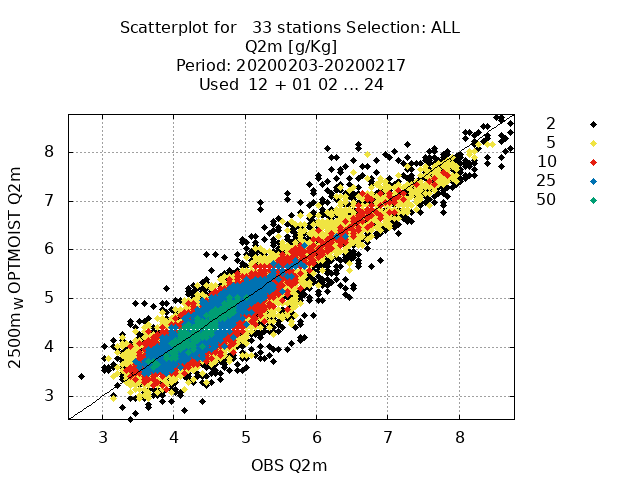 Scatterplot for   33 stations Selection: ALL
Q2m [g/Kg]
Period: 20200203-20200217
Used  12 + 01 02 ... 24
2
5
10
25
50
8
7
6
5
4
3
2500m_W OPTMOIST Q2m
3 4 5 6 7 8
OBS Q2m